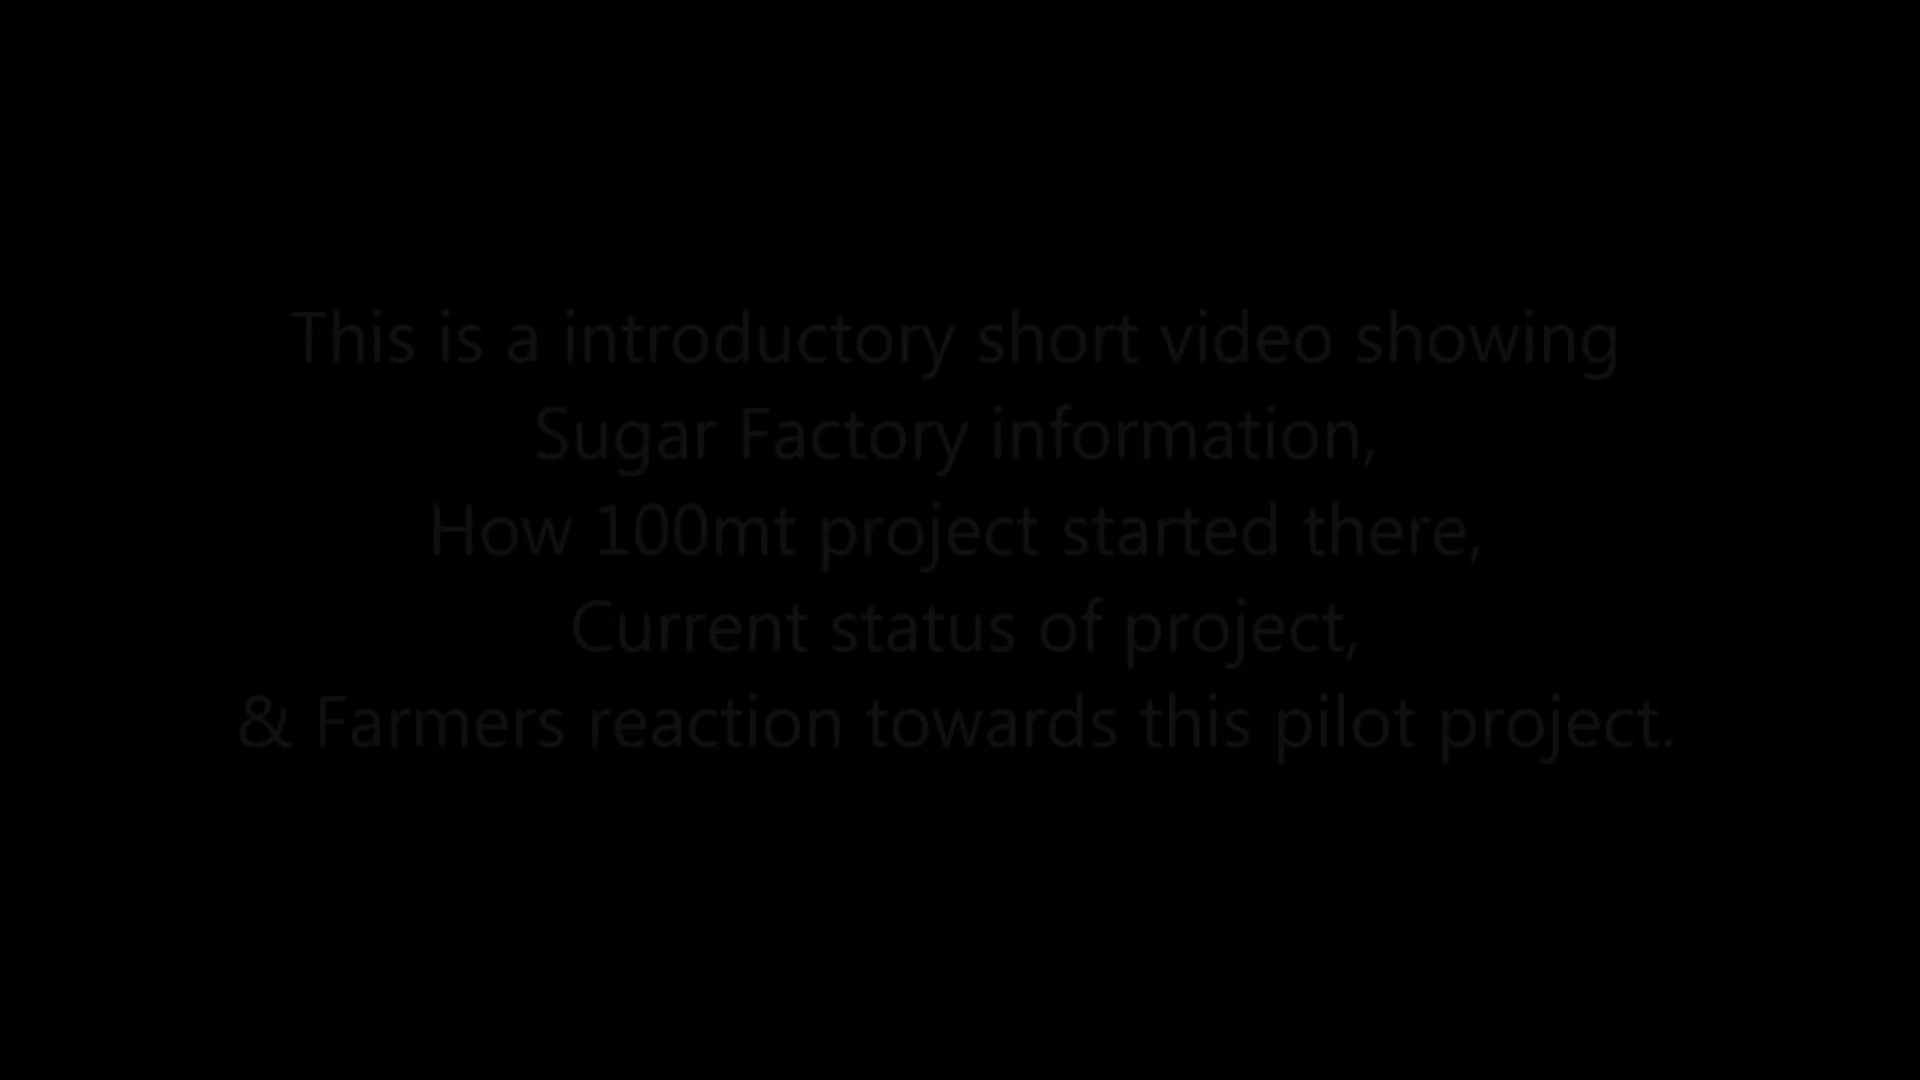 This is a introductory short video showing
Sugar Factory information,
How 100mt project started there,
Current status of project,
& Farmers reaction towards this pilot project.